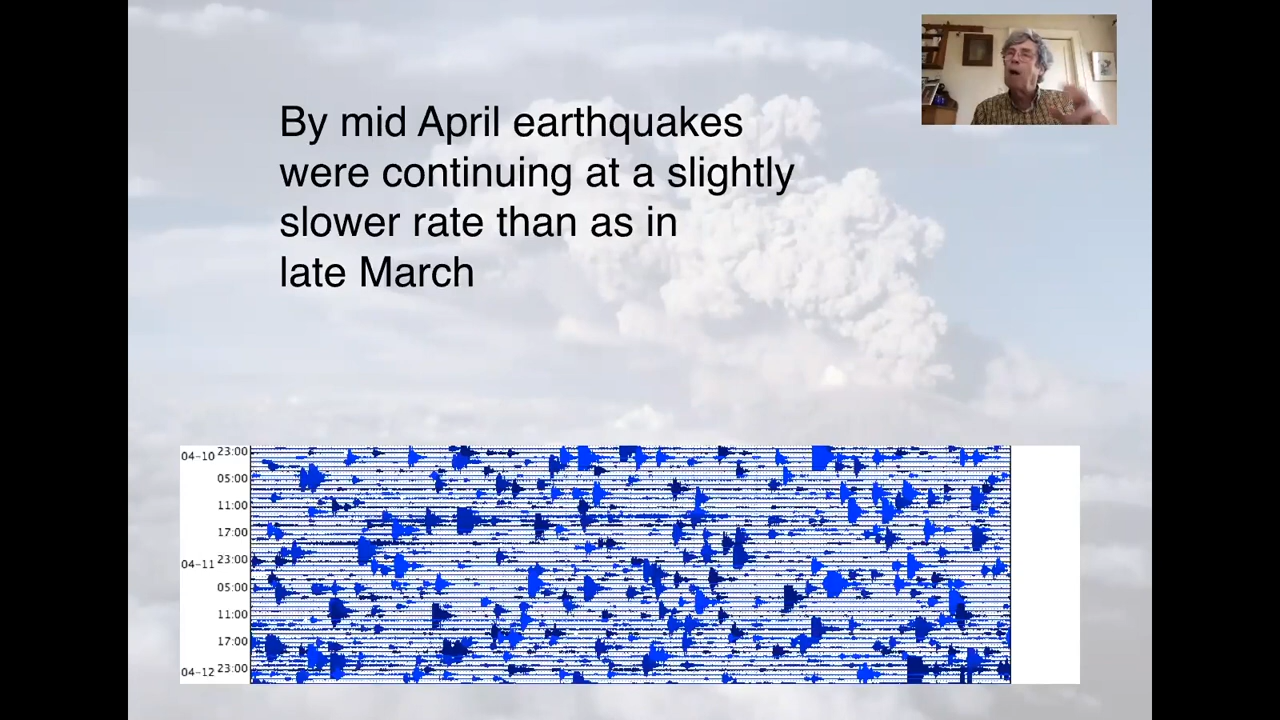 By mid April earthquakes
were continuing at a slightly
slower rate than as in
late March
04-10 23:00
05:00
11:00
17:00
04-11 23:00
05:00
11:00
17:00
04-12 23:00